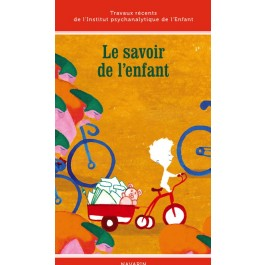 Travaux récents
de l'Institut psychanalytique de l'Enfant
Le savoir
de l'enfant
NAVARIN